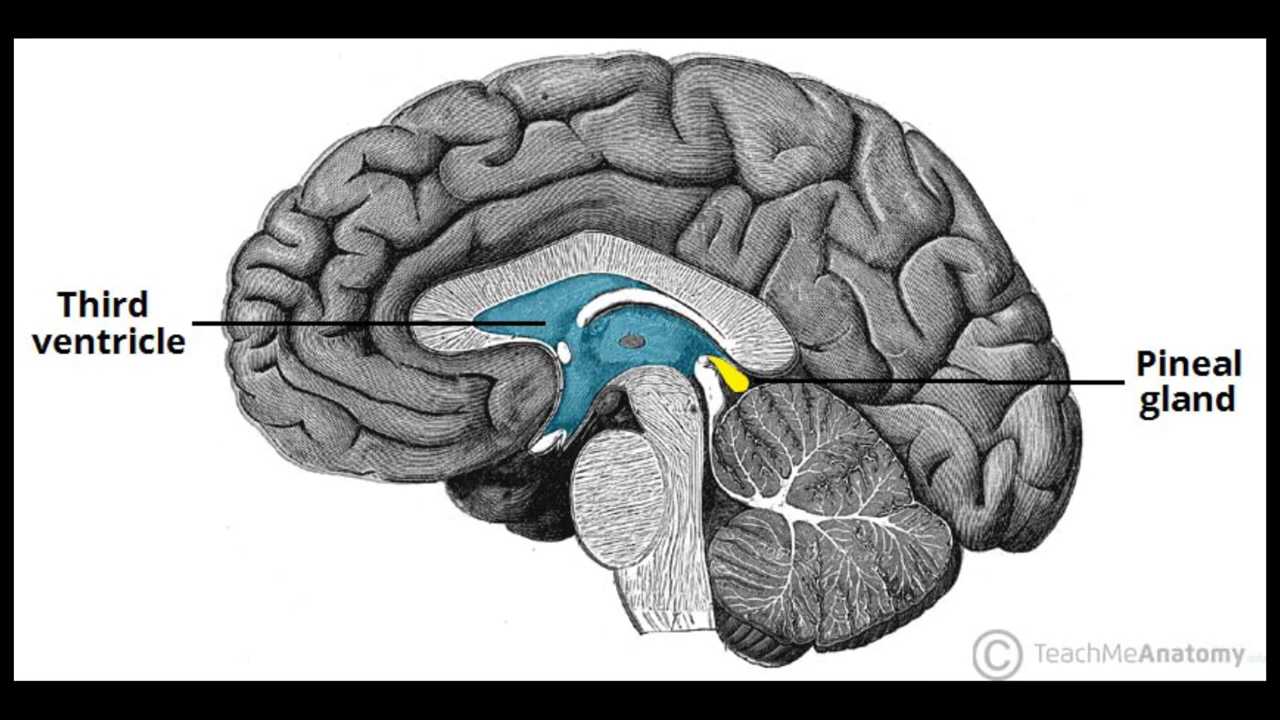 Third
ventricle
Pineal
gland
© TeachMeAnatomy